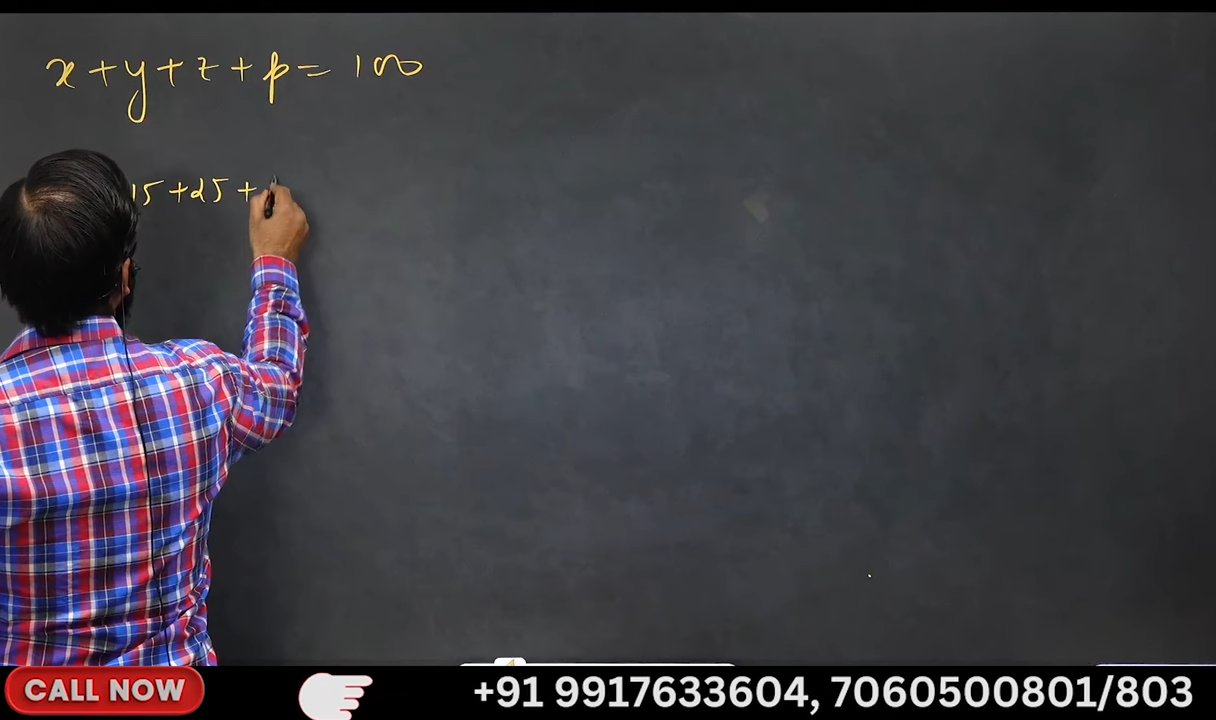 x + y + z + p = 100
15 + 25 +
CALL NOW
+91 9917633604, 7060500801/803